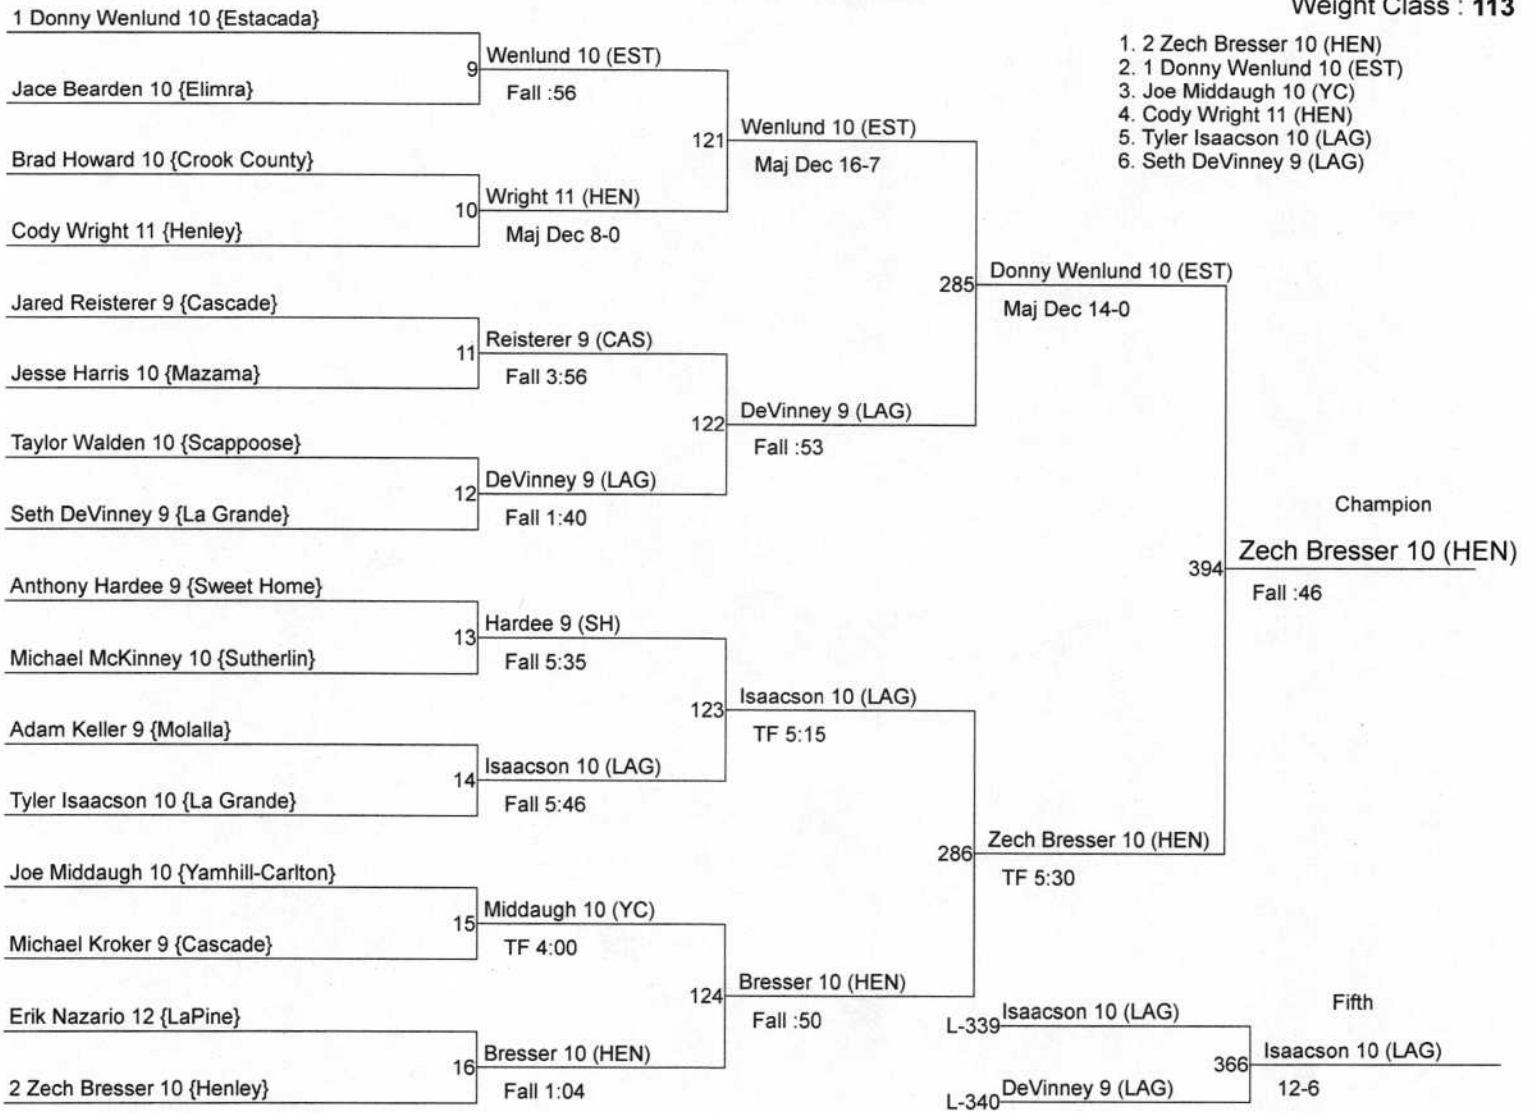 Weight Class : 113
1. 2 Zech Bresser 10 (HEN)
2. 1 Donny Wenlund 10 (EST)
3. Joe Middaugh 10 (YC)
4. Cody Wright 11 (HEN)
5. Tyler Isaacson 10 (LAG)
6. Seth DeVinney 9 (LAG)
1 Donny Wenlund 10 {Estacada}
Jace Bearden 10 {Elimra}
Brad Howard 10 {Crook County}
Cody Wright 11 {Henley}
Jared Reisterer 9 {Cascade}
Jesse Harris 10 {Mazama}
Taylor Walden 10 {Scappoose}
Seth DeVinney 9 {La Grande}
Anthony Hardee 9 {Sweet Home}
Michael McKinney 10 {Sutherlin}
Adam Keller 9 {Molalla}
Tyler Isaacson 10 {La Grande}
Joe Middaugh 10 {Yamhill-Carlton}
Michael Kroker 9 {Cascade}
Erik Nazario 12 {LaPine}
2 Zech Bresser 10 {Henley}
9 Wenlund 10 (EST)
Fall :56
10 Wright 11 (HEN)
Maj Dec 8-0
11 Reisterer 9 (CAS)
Fall 3:56
12 DeVinney 9 (LAG)
Fall 1:40
13 Hardee 9 (SH)
Fall 5:35
14 Isaacson 10 (LAG)
Fall 5:46
15 Middaugh 10 (YC)
TF 4:00
16 Bresser 10 (HEN)
Fall 1:04
121 Wenlund 10 (EST)
Maj Dec 16-7
122 DeVinney 9 (LAG)
Fall :53
123 Isaacson 10 (LAG)
TF 5:15
124 Bresser 10 (HEN)
Fall :50
285 Donny Wenlund 10 (EST)
Maj Dec 14-0
286 Zech Bresser 10 (HEN)
TF 5:30
Champion
394 Zech Bresser 10 (HEN)
Fall :46
Fifth
L-339 Isaacson 10 (LAG)
L-340 DeVinney 9 (LAG)
366 Isaacson 10 (LAG)
12-6